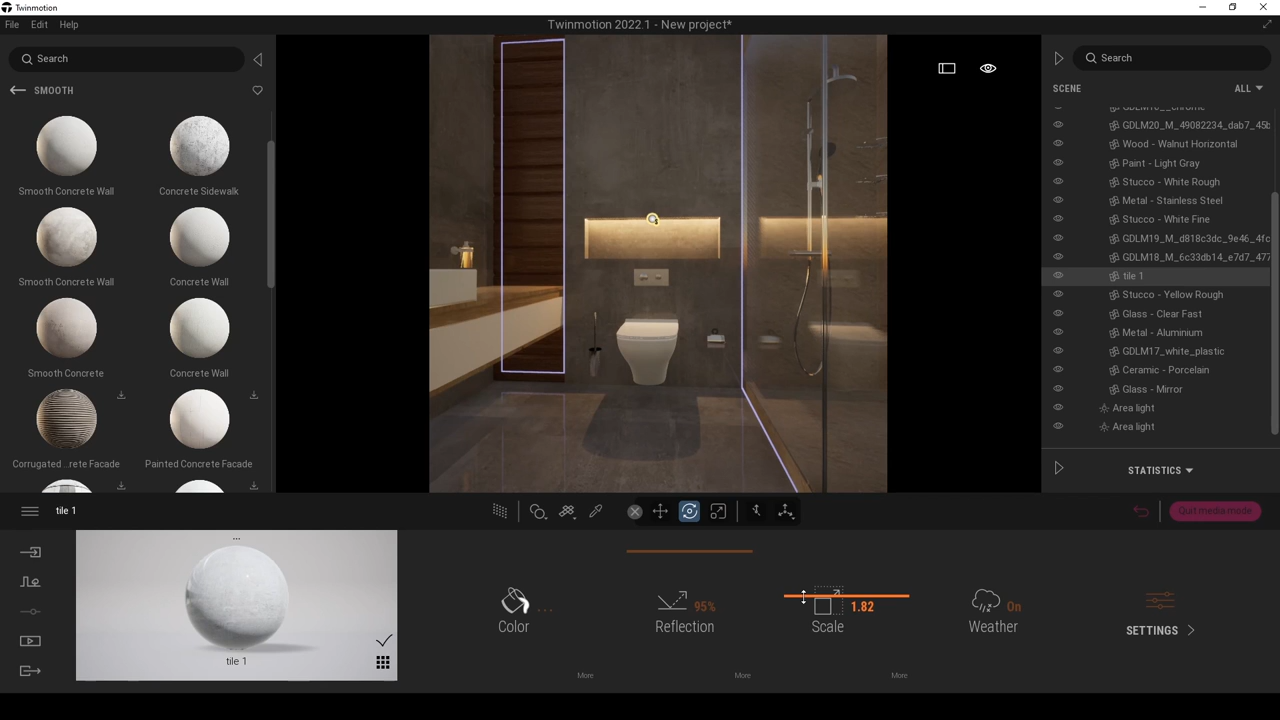 Twinmotion
File Edit Help
Twinmotion 2022.1 - New project*
Search
SMOOTH
Smooth Concrete Wall
Concrete Sidewalk
Smooth Concrete Wall
Concrete Wall
Smooth Concrete
Concrete Wall
Corrugated ...rete Facade
Painted Concrete Facade
Search
SCENE
ALL
GDLM20_M_49082234_dab7_45b
Wood - Walnut Horizontal
Paint - Light Gray
Stucco - White Rough
Metal - Stainless Steel
Stucco - White Fine
GDLM19_M_d818c3dc_9e46_4fc
GDLM18_M_6c33db14_e7d7_477
tile 1
Stucco - Yellow Rough
Glass - Clear Fast
Metal - Aluminium
GDLM17_white_plastic
Ceramic - Porcelain
Glass - Mirror
Area light
Area light
STATISTICS
tile 1
Quit media mode
...
tile 1
Color ...
Reflection 95%
Scale 1.82
Weather On
SETTINGS
More
More
More